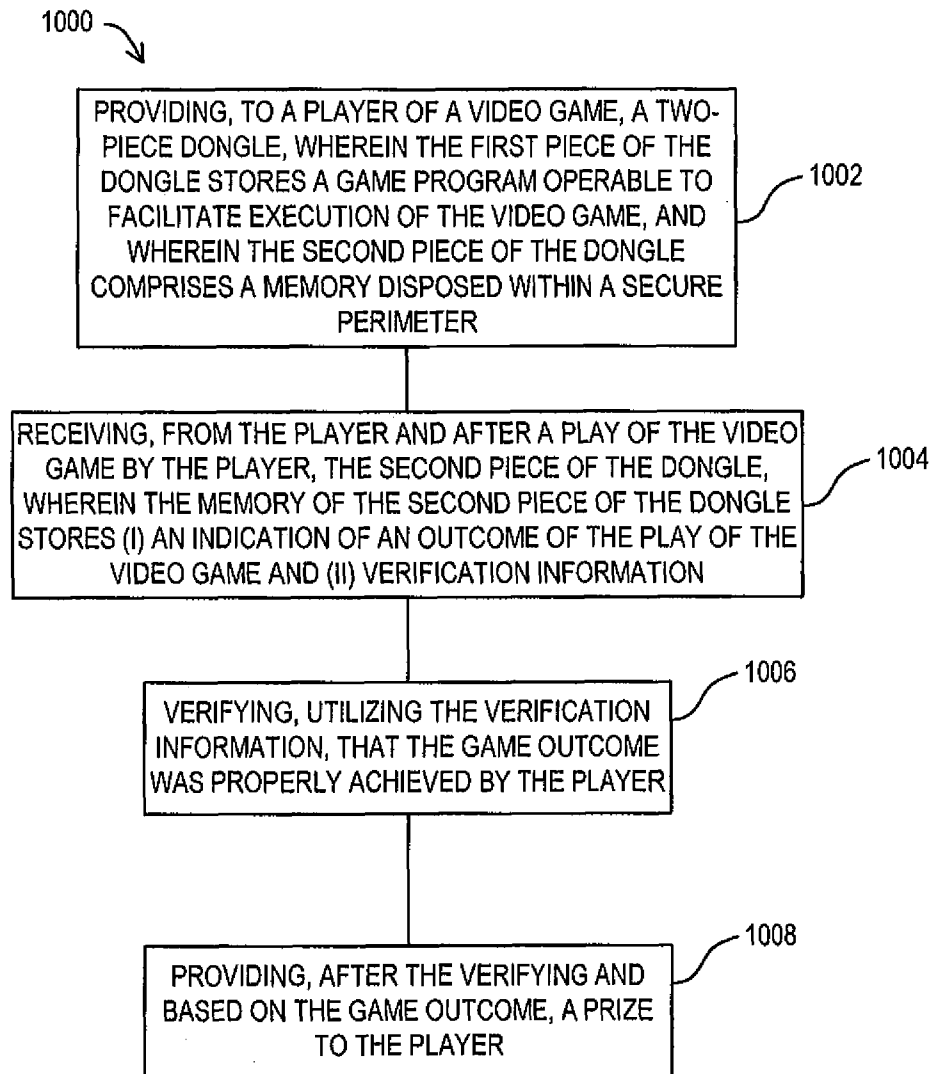 1000
PROVIDING, TO A PLAYER OF A VIDEO GAME, A TWO-
PIECE DONGLE, WHEREIN THE FIRST PIECE OF THE
DONGLE STORES A GAME PROGRAM OPERABLE TO
FACILITATE EXECUTION OF THE VIDEO GAME, AND
WHEREIN THE SECOND PIECE OF THE DONGLE
COMPRISES A MEMORY DISPOSED WITHIN A SECURE
PERIMETER
1002
RECEIVING, FROM THE PLAYER AND AFTER A PLAY OF THE VIDEO
GAME BY THE PLAYER, THE SECOND PIECE OF THE DONGLE,
WHEREIN THE MEMORY OF THE SECOND PIECE OF THE DONGLE
STORES (I) AN INDICATION OF AN OUTCOME OF THE PLAY OF THE
VIDEO GAME AND (II) VERIFICATION INFORMATION
1004
VERIFYING, UTILIZING THE VERIFICATION
INFORMATION, THAT THE GAME OUTCOME
WAS PROPERLY ACHIEVED BY THE PLAYER
1006
PROVIDING, AFTER THE VERIFYING AND
BASED ON THE GAME OUTCOME, A PRIZE
TO THE PLAYER
1008